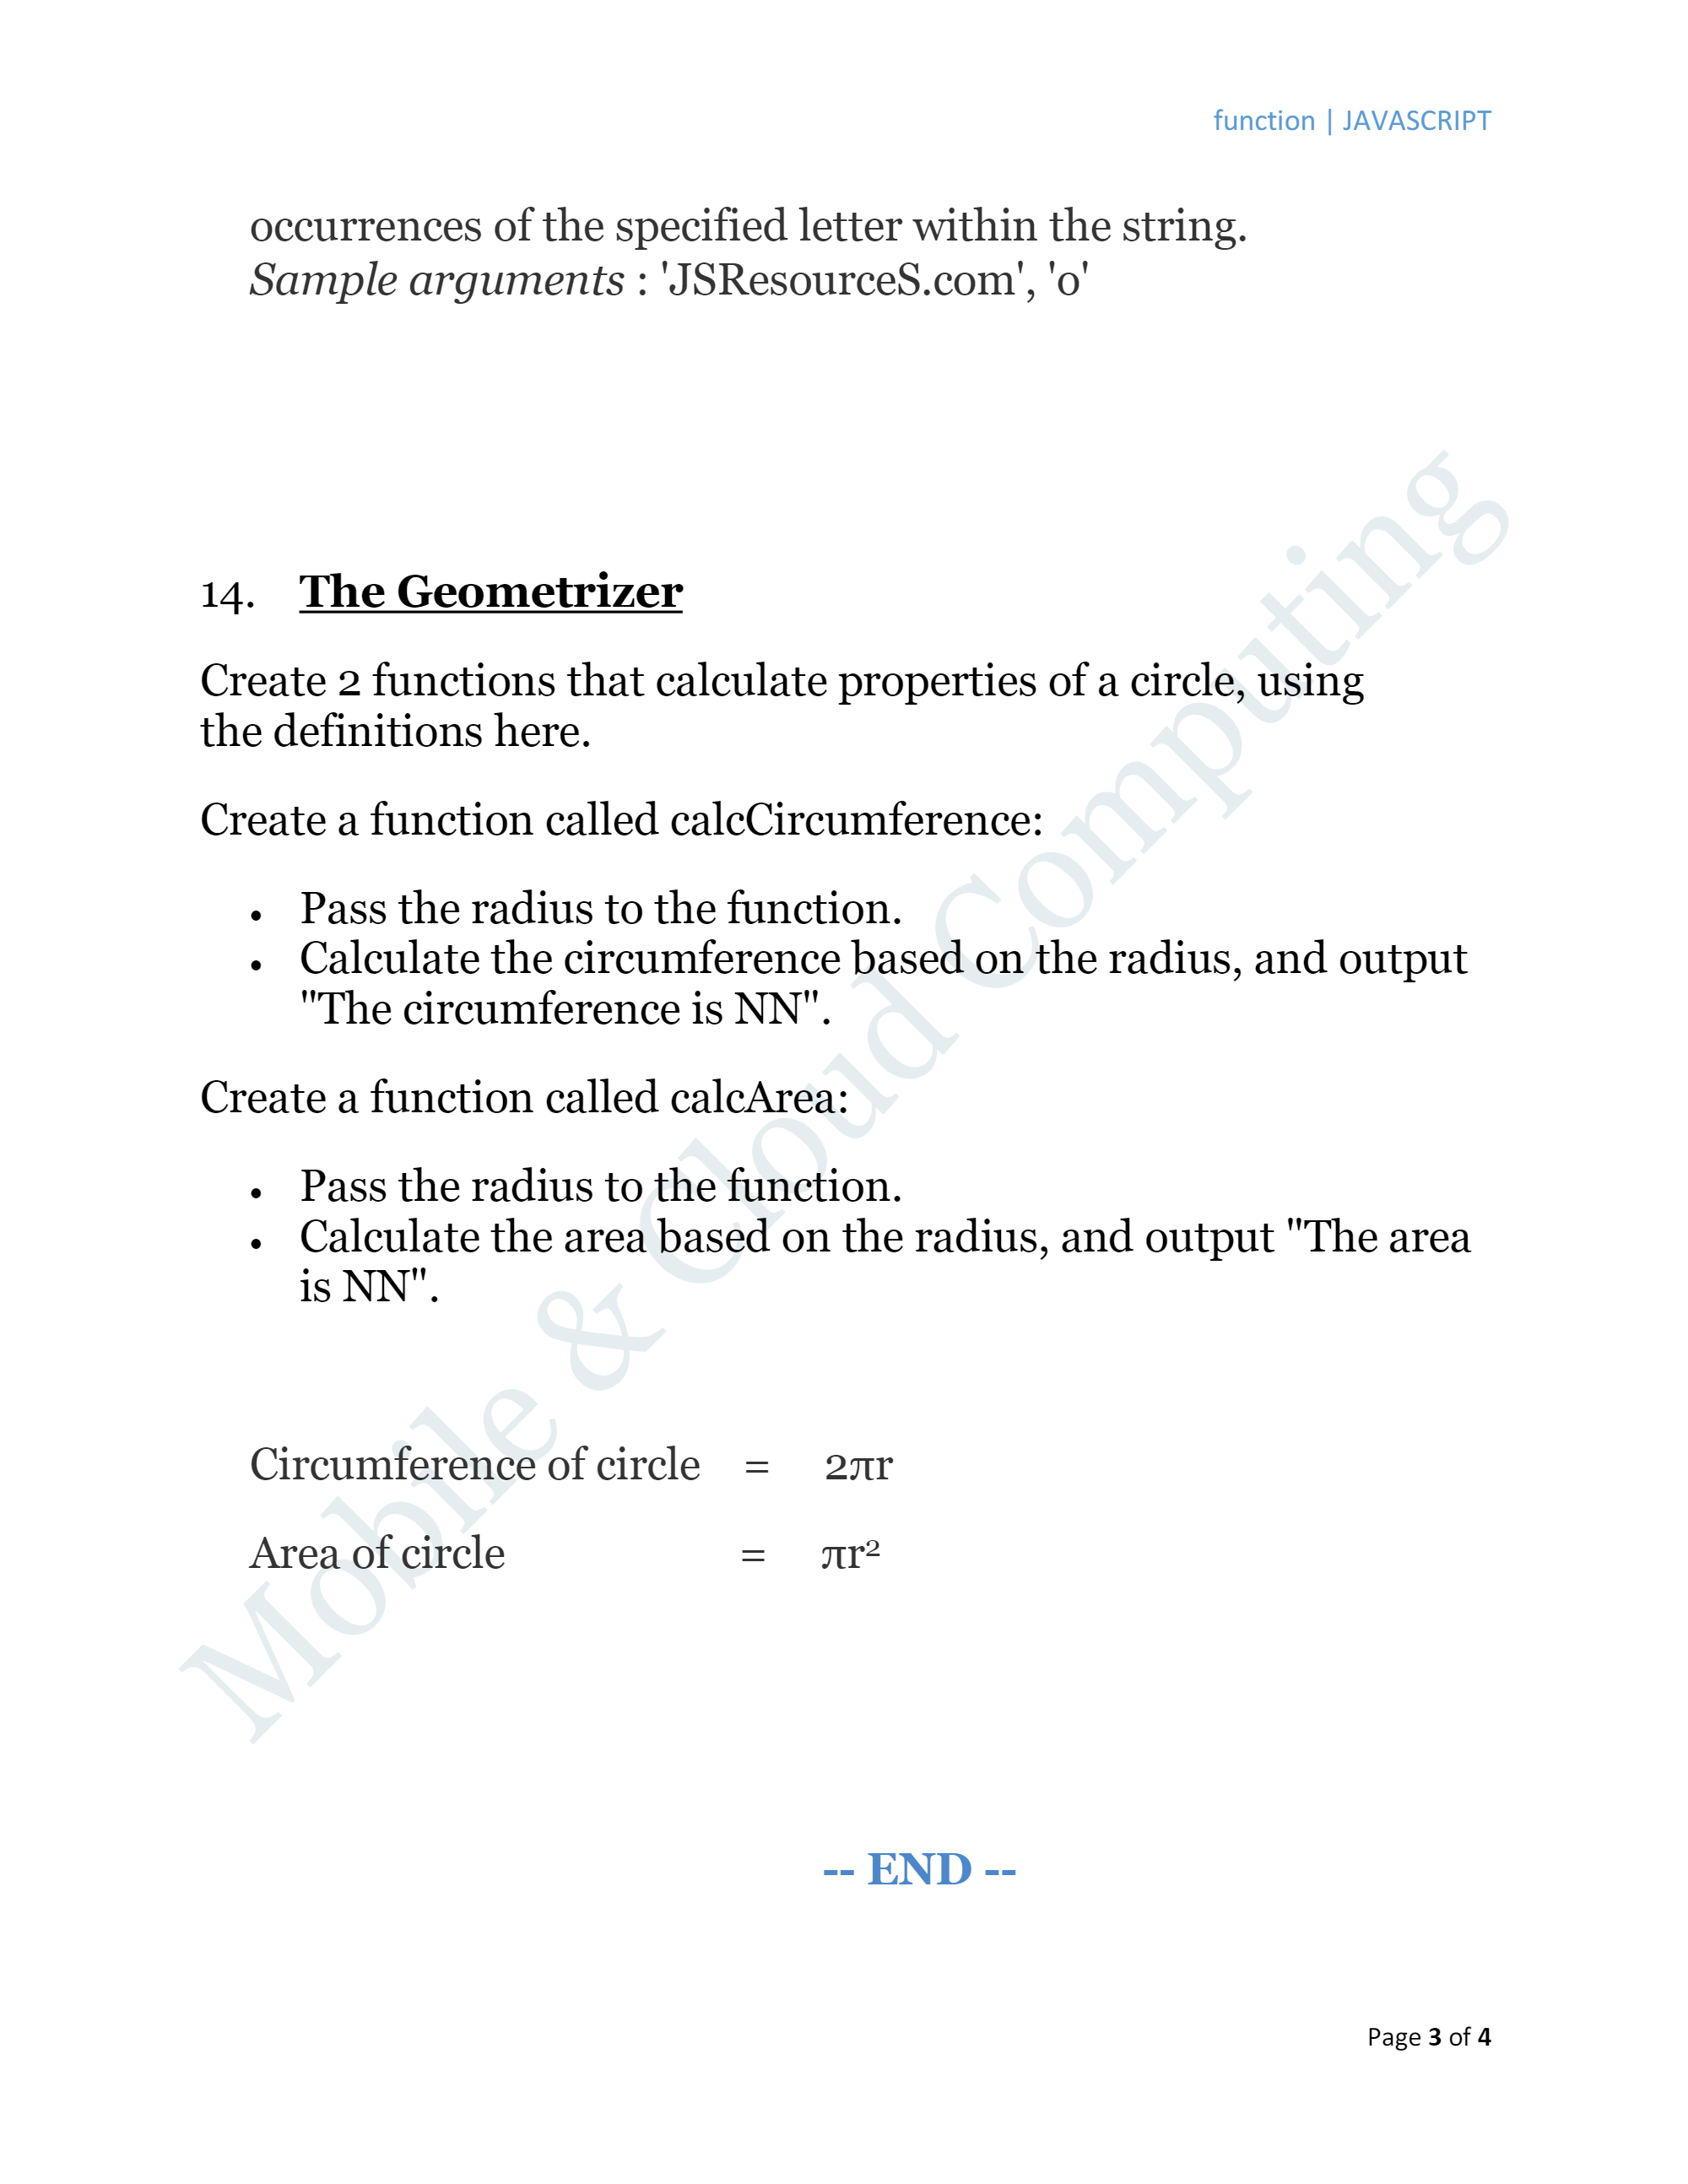 function | JAVASCRIPT
occurrences of the specified letter within the string.
Sample arguments : 'JSResourceS.com', 'o'
14. The Geometrizer
Create 2 functions that calculate properties of a circle, using
the definitions here.
Create a function called calcCircumference:
• Pass the radius to the function.
• Calculate the circumference based on the radius, and output
"The circumference is NN".
Create a function called calcArea:
• Pass the radius to the function.
• Calculate the area based on the radius, and output "The area
is NN".
Circumference of circle = 2πr
Area of circle = πr²
-- END --
Page 3 of 4
Mobile & Cloud Computing